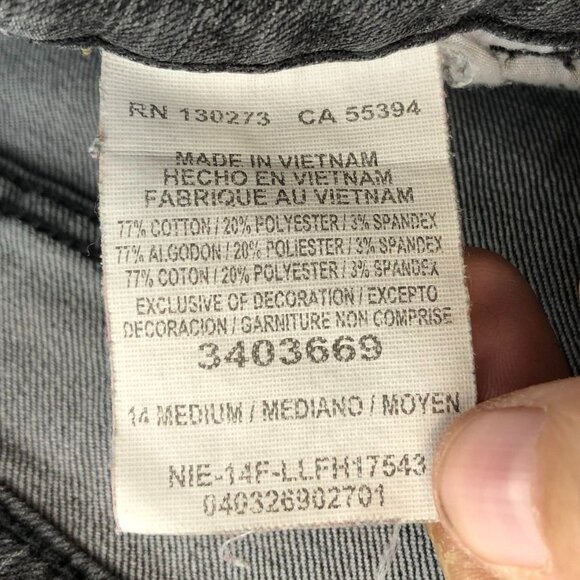 RN 130273 CA 55394
MADE IN VIETNAM
HECHO EN VIETNAM
FABRIQUE AU VIETNAM
77% COTTON / 20% POLYESTER / 3% SPANDEX
77% ALGODON / 20% POLIESTER / 3% SPANDEX
77% COTON / 20% POLYESTER / 3% SPANDEX
EXCLUSIVE OF DECORATION / EXCEPTO
DECORACION / GARNITURE NON COMPRISE
3403669
14 MEDIUM / MEDIANO / MOYEN
NIE-14F-LLFH17543
040326902701